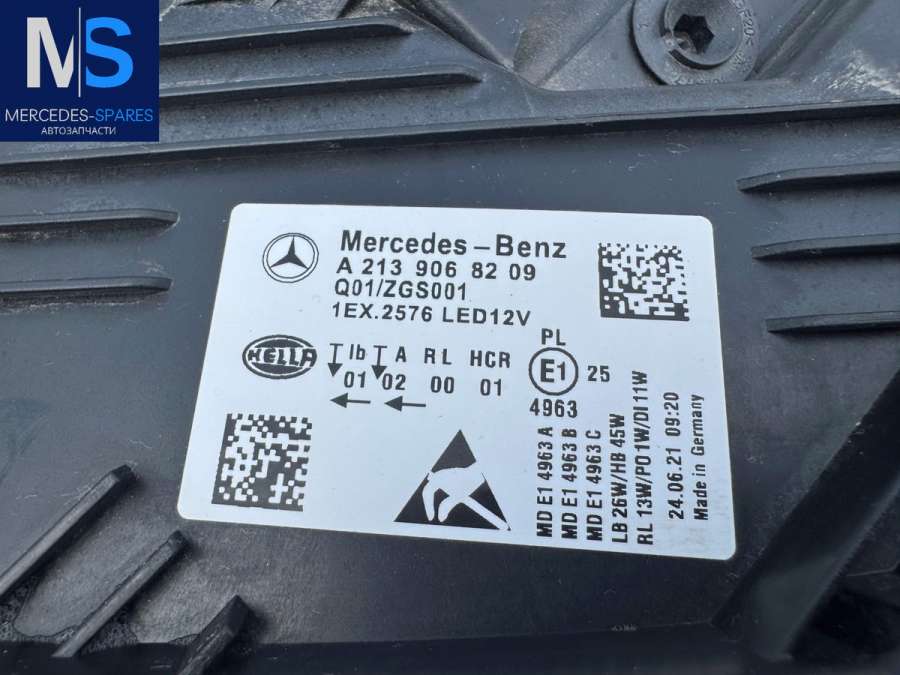 MS
MERCEDES-SPARES
АВТОЗАПЧАСТИ
Mercedes-Benz
A 213 906 82 09
Q01/ZGS001
1EX.2576 LED12V
HELLA
Ib A RL HCR
01 02 00 01
PL
E1 25
4963
MD E1 4963 A
MD E1 4963 B
MD E1 4963 C
LB 26W/HB 45W
RL 13W/PO 1W/DI 11W
24.06.21 09:20
Made in Germany